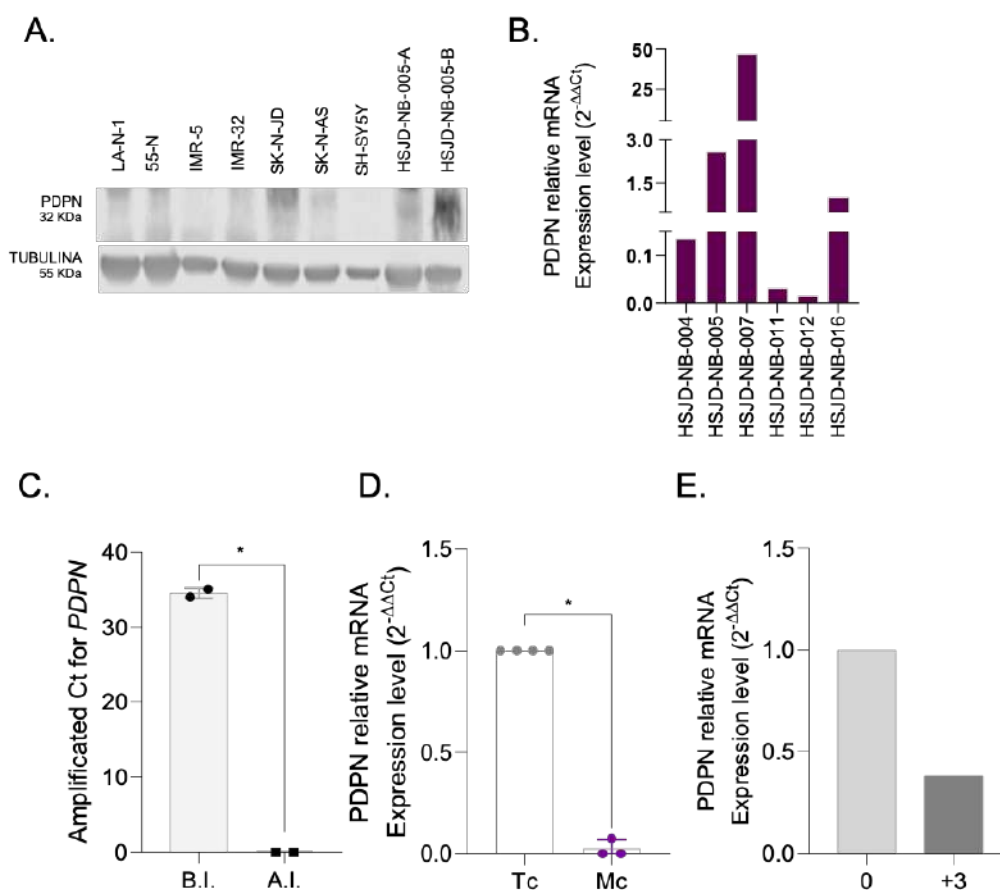 A.
LA-N-1
55-N
IMR-5
IMR-32
SK-N-JD
SK-N-AS
SH-SY5Y
HSJD-NB-005-A
HSJD-NB-005-B
PDPN
32 KDa
TUBULINA
55 KDa
B.
PDPN relative mRNA
Expression level (2^-ΔΔCt)
50
25
3.0
1.5
0.1
0.0
HSJD-NB-004
HSJD-NB-005
HSJD-NB-007
HSJD-NB-011
HSJD-NB-012
HSJD-NB-016
C.
Amplificated Ct for PDPN
40
30
20
10
0
*
B.I.
A.I.
D.
PDPN relative mRNA
Expression level (2^-ΔΔCt)
1.5
1.0
0.5
0.0
*
Tc
Mc
E.
PDPN relative mRNA
Expression level (2^-ΔΔCt)
1.5
1.0
0.5
0.0
0
+3